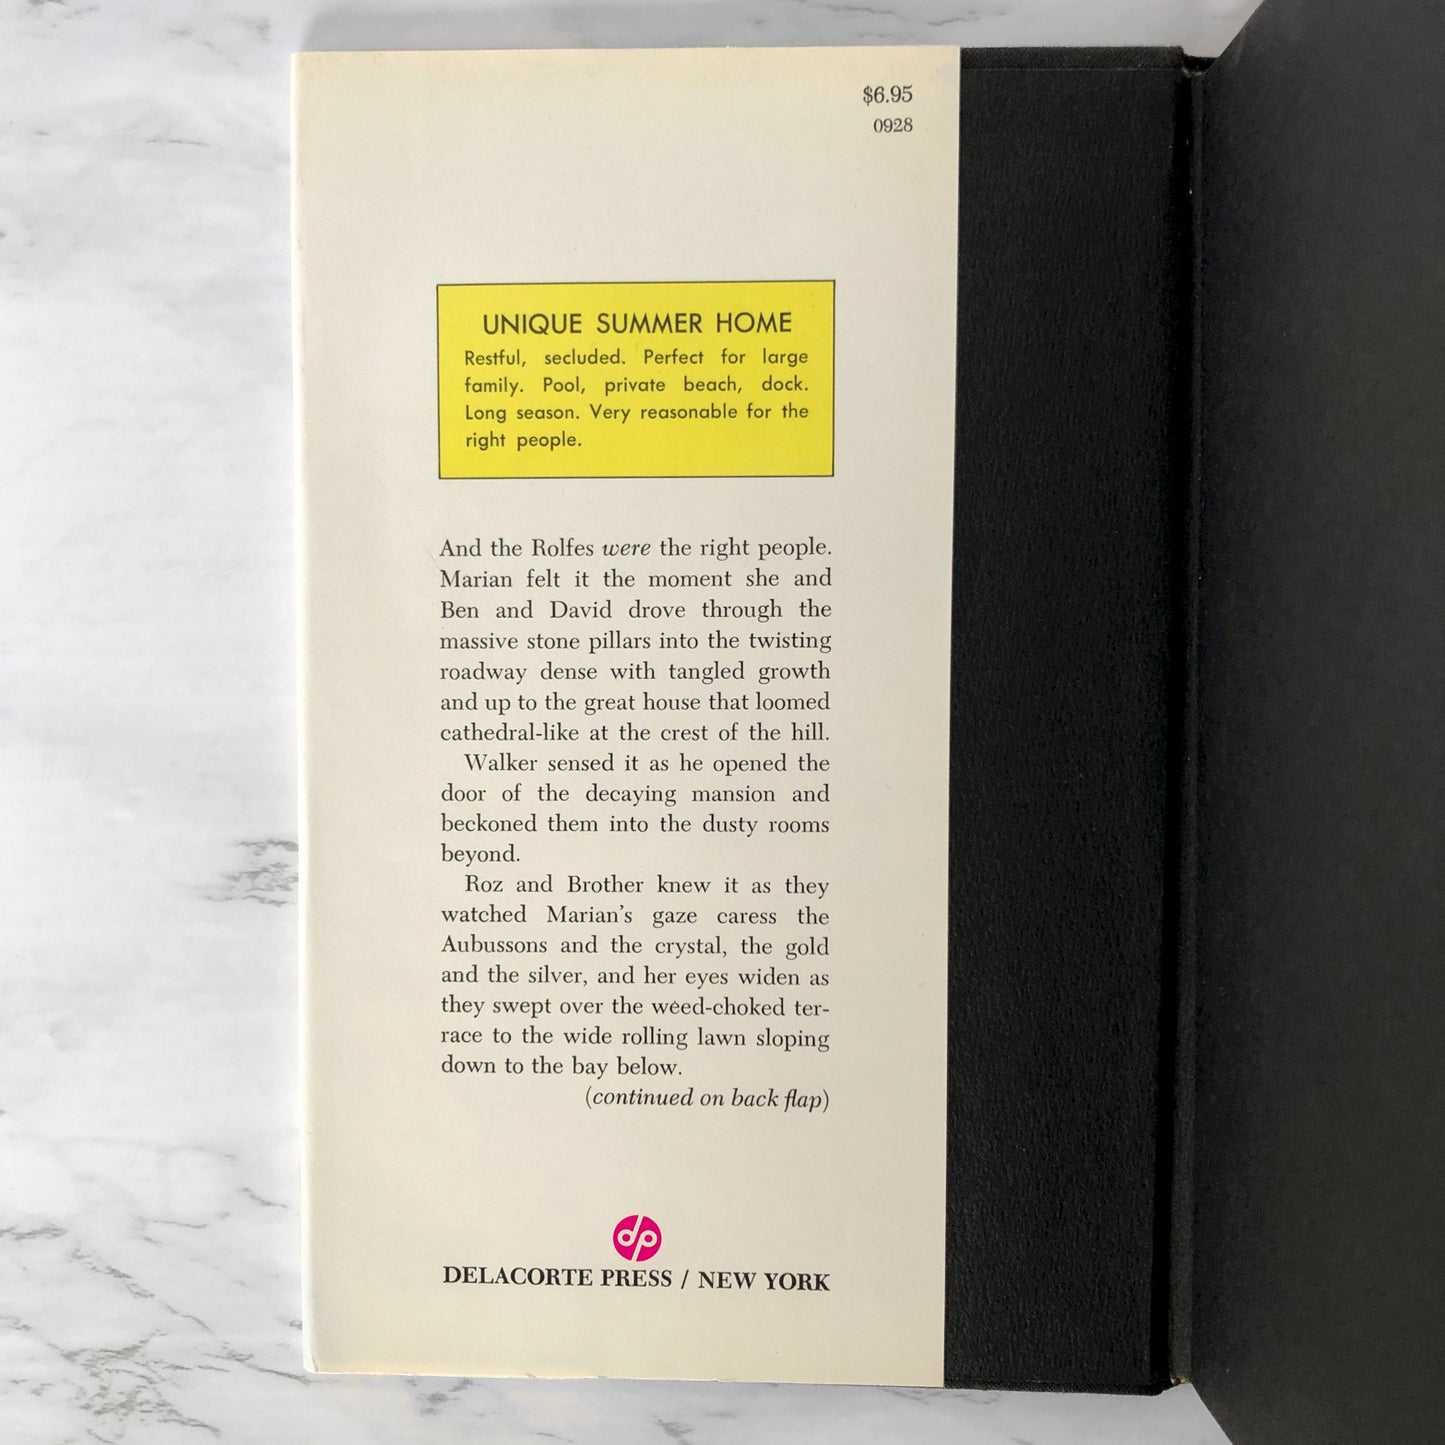 $6.95
0928
UNIQUE SUMMER HOME
Restful, secluded. Perfect for large
family. Pool, private beach, dock.
Long season. Very reasonable for the
right people.
And the Rolfes were the right people.
Marian felt it the moment she and
Ben and David drove through the
massive stone pillars into the twisting
roadway dense with tangled growth
and up to the great house that loomed
cathedral-like at the crest of the hill.
Walker sensed it as he opened the
door of the decaying mansion and
beckoned them into the dusty rooms
beyond.
Roz and Brother knew it as they
watched Marian's gaze caress the
Aubussons and the crystal, the gold
and the silver, and her eyes widen as
they swept over the weed-choked ter-
race to the wide rolling lawn sloping
down to the bay below.
(continued on back flap)
dp
DELACORTE PRESS / NEW YORK